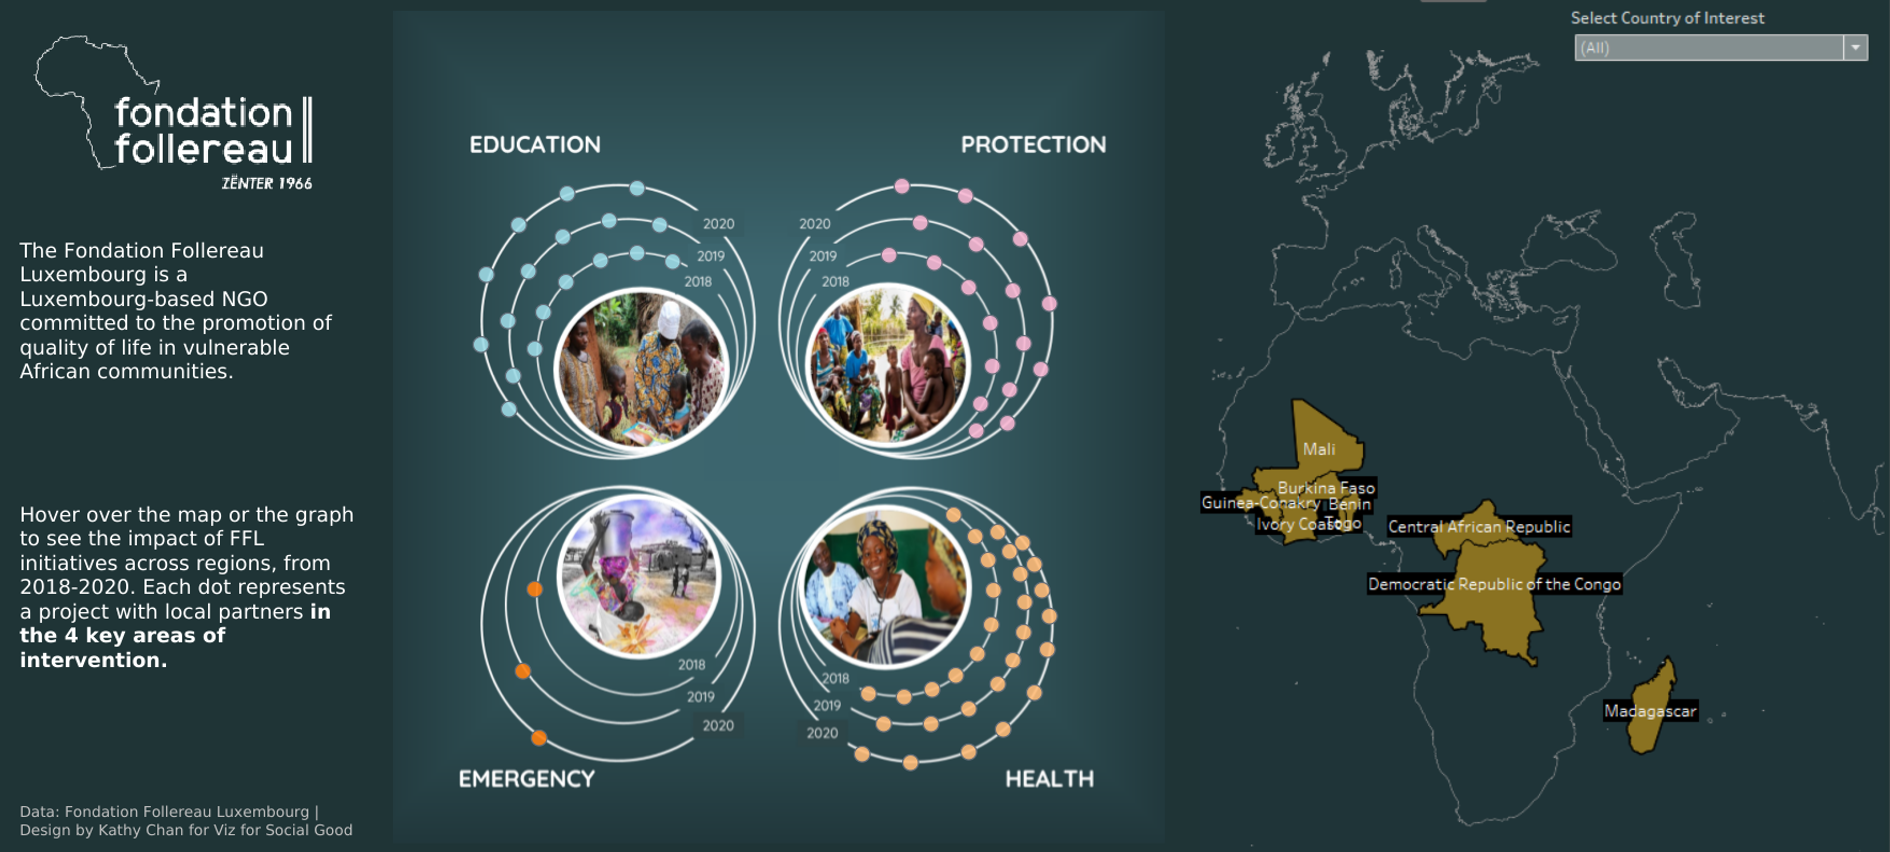 fondation
follereau
ZËNTER 1966
The Fondation Follereau
Luxembourg is a
Luxembourg-based NGO
committed to the promotion of
quality of life in vulnerable
African communities.
Hover over the map or the graph
to see the impact of FFL
initiatives across regions, from
2018-2020. Each dot represents
a project with local partners in
the 4 key areas of
intervention.
Data: Fondation Follereau Luxembourg |
Design by Kathy Chan for Viz for Social Good
EDUCATION
2020
2019
2018
PROTECTION
2020
2019
2018
2018
2019
2020
EMERGENCY
2018
2019
2020
HEALTH
Select Country of Interest
(All)
Mali
Burkina Faso
Guinea-Conakry
Benin
Ivory Coast
Togo
Central African Republic
Democratic Republic of the Congo
Madagascar